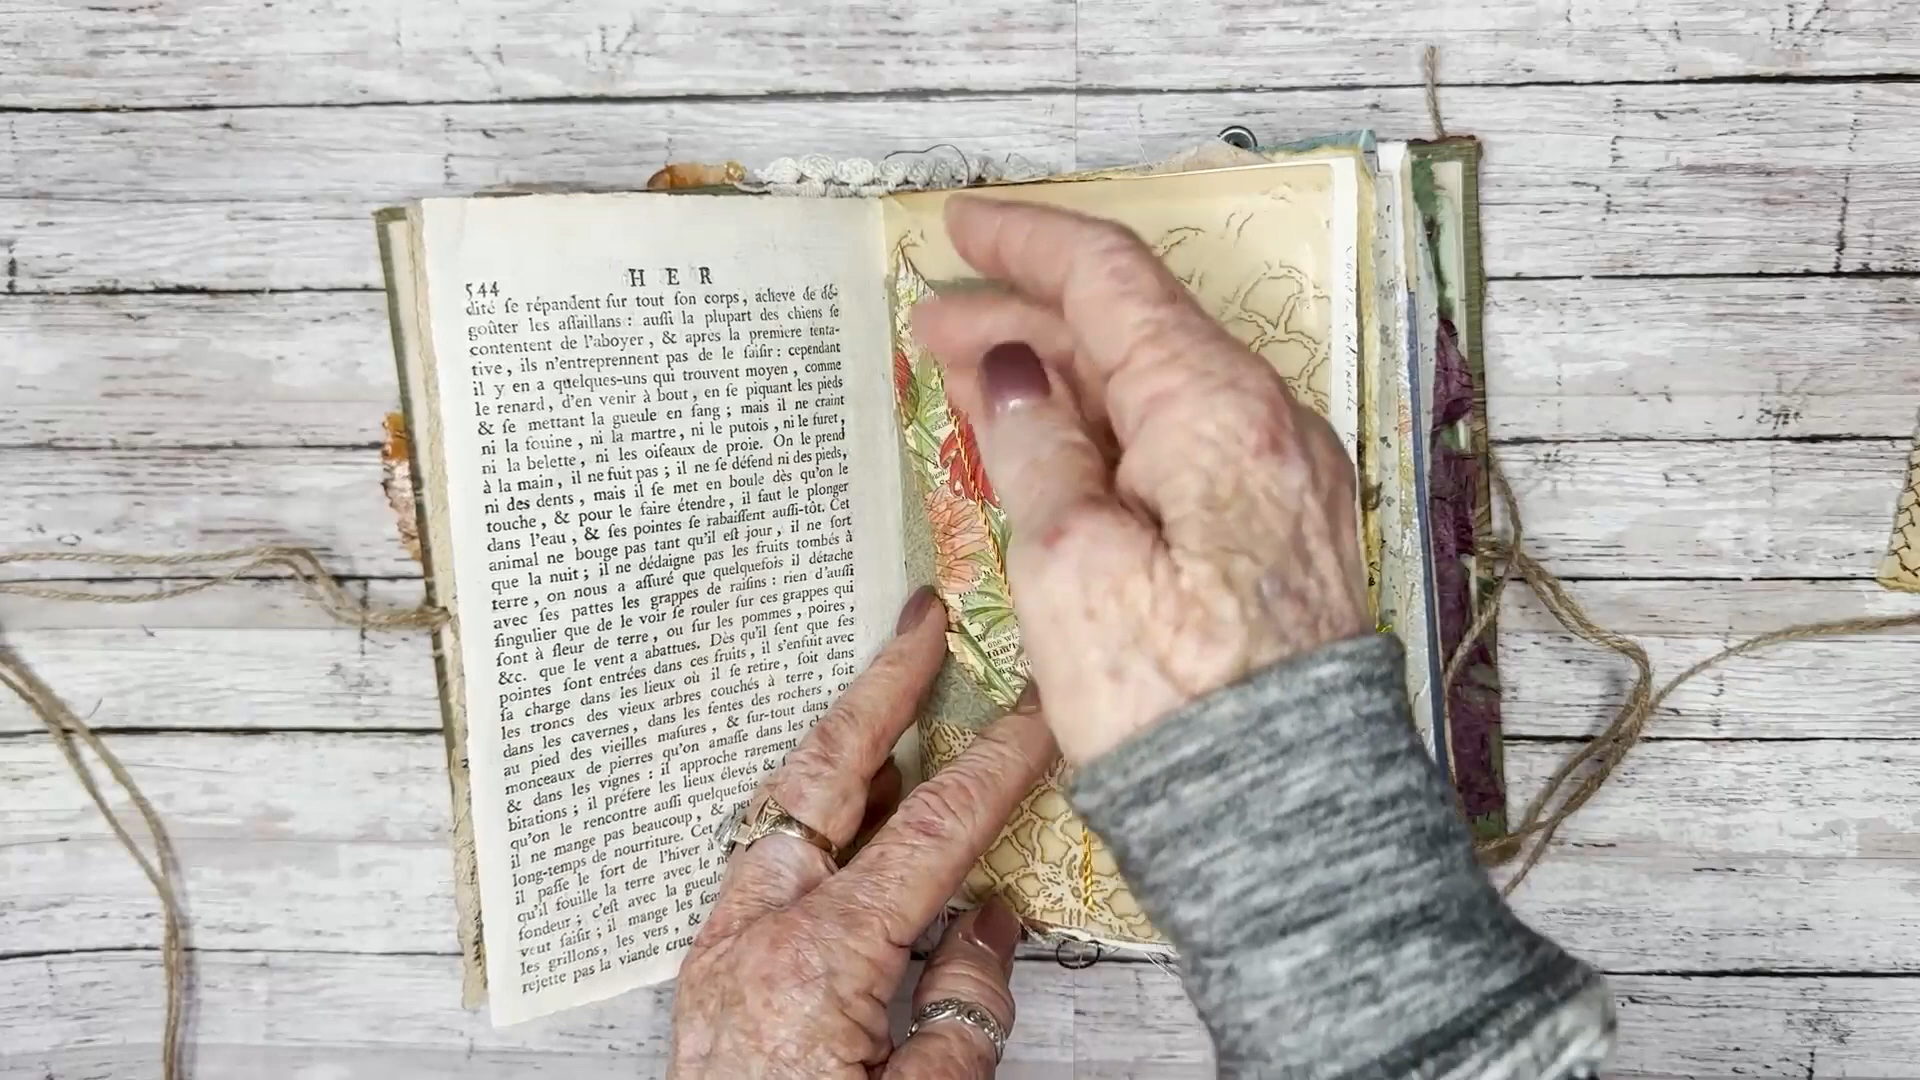 544
H E R
dité ſe répandent ſur tout ſon corps, acheve de dé-
goûter les aſſaillans : auſſi la plupart des chiens ſe
contentent de l'aboyer, & après la premiere tenta-
tive, ils n'entreprennent pas de le ſaiſir : cependant
il y en a quelques-uns qui trouvent moyen, comme
le renard, d'en venir à bout, en ſe piquant les pieds
& ſe mettant la gueule en ſang ; mais il ne craint
ni la fouine, ni la martre, ni le putois, ni le furet,
ni la belette, ni les oiſeaux de proie. On le prend
à la main, il ne fuit pas ; il ne ſe défend ni des pieds,
ni des dents, mais il ſe met en boule dès qu'on le
touche, & pour le faire étendre, il faut le plonger
dans l'eau, & ſes pointes ſe rabaiſſent auſſi-tôt. Cet
animal ne bouge pas tant qu'il eſt jour, il ne ſort
que la nuit ; il ne dédaigne pas les fruits tombés à
terre, on nous a aſſuré que quelquefois il détache
avec ſes pattes les grappes de raiſins : rien d'auſſi
ſingulier que de le voir ſe rouler ſur ces grappes qui
ſont à fleur de terre, ou ſur les pommes, poires,
&c. que le vent a abattues. Dès qu'il ſent que ſes
pointes ſont entrées dans ces fruits, il s'enfuit avec
ſa charge dans les lieux où il ſe retire, ſoit dans
les troncs des vieux arbres couchés à terre, ſoit
dans les cavernes, dans les fentes des rochers, ou
au pied des vieilles maſures, & ſur-tout dans
monceaux de pierres qu'on amaſſe dans les
& dans les vignes : il approche rarement
bitations ; il préfere les lieux élevés &
qu'on le rencontre auſſi quelquefois
il ne mange pas beaucoup, &
long-temps de nourriture. Cet
il paſſe le fort de l'hiver à
qu'il fouille la terre avec le
fondeur ; c'eſt avec la gueule
veut ſaiſir ; il mange les
les grillons, les vers, &
rejette pas la viande crue